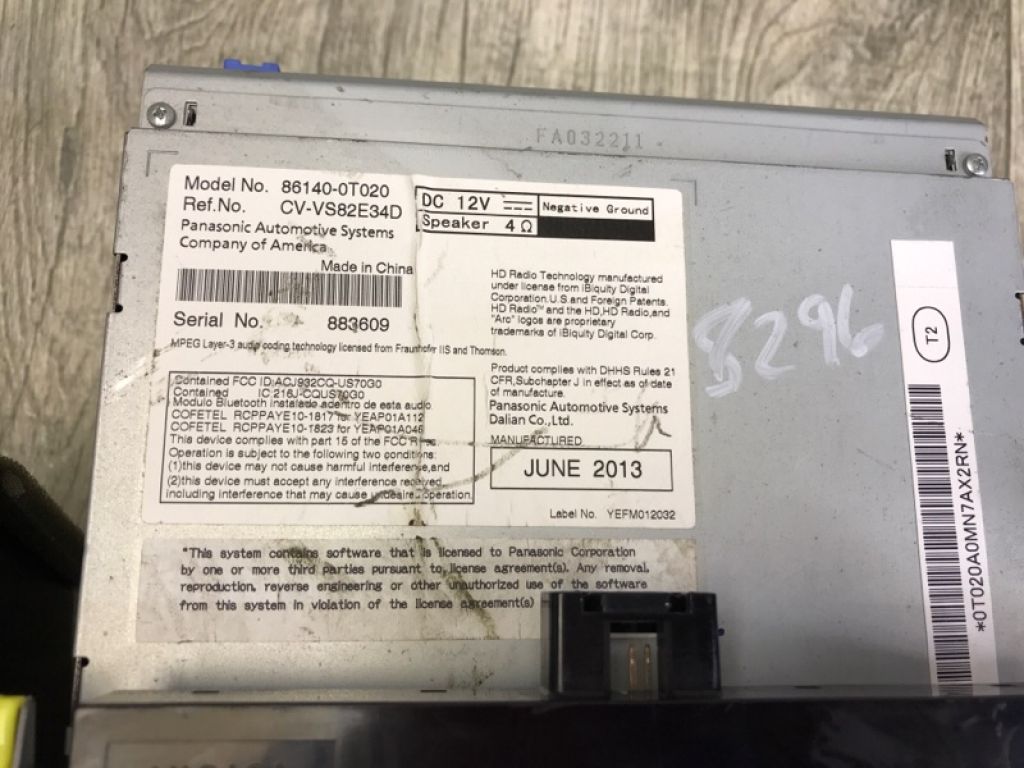 FA032211
Model No. 86140-0T020
Ref.No. CV-VS82E34D
Panasonic Automotive Systems
Company of America
Made in China
Serial No. 883609
MPEG Layer-3 audio coding technology licensed from Fraunhofer IIS and Thomson.
Contained FCC ID:ACJ932CQ-US70G0
Contained IC:216J-CQUS70G0
Modulo Bluetooth instalado adentro de esta audio
COFETEL RCPPAYE10-1817 for YEAP01A112
COFETEL RCPPAYE10-1823 for YEAP01A046
This device complies with part 15 of the FCC
Operation is subject to the following two conditions:
(1)this device may not cause harmful interference,and
(2)this device must accept any interference received,
including interference that may cause undesired operation.
DC 12V
Negative Ground
Speaker 4 Ω
HD Radio Technology manufactured
under license from iBiquity Digital
Corporation.U.S.and Foreign Patents.
HD Radio™ and the HD,HD Radio,and
"Arc" logos are proprietary
trademarks of iBiquity Digital Corp.
Product complies with DHHS Rules 21
CFR,Subchapter J in effect as of date
of manufacture.
Panasonic Automotive Systems
Dalian Co.,Ltd.
MANUFACTURED
JUNE 2013
Label No. YEFM012032
"This system contains software that is licensed to Panasonic Corporation
by one or more third parties pursuant to license agreement(s). Any removal,
reproduction, reverse engineering or other unauthorized use of the software
from this system in violation of the license agreement(s)
8296
T2
*0T020A0MN7AX2RN*